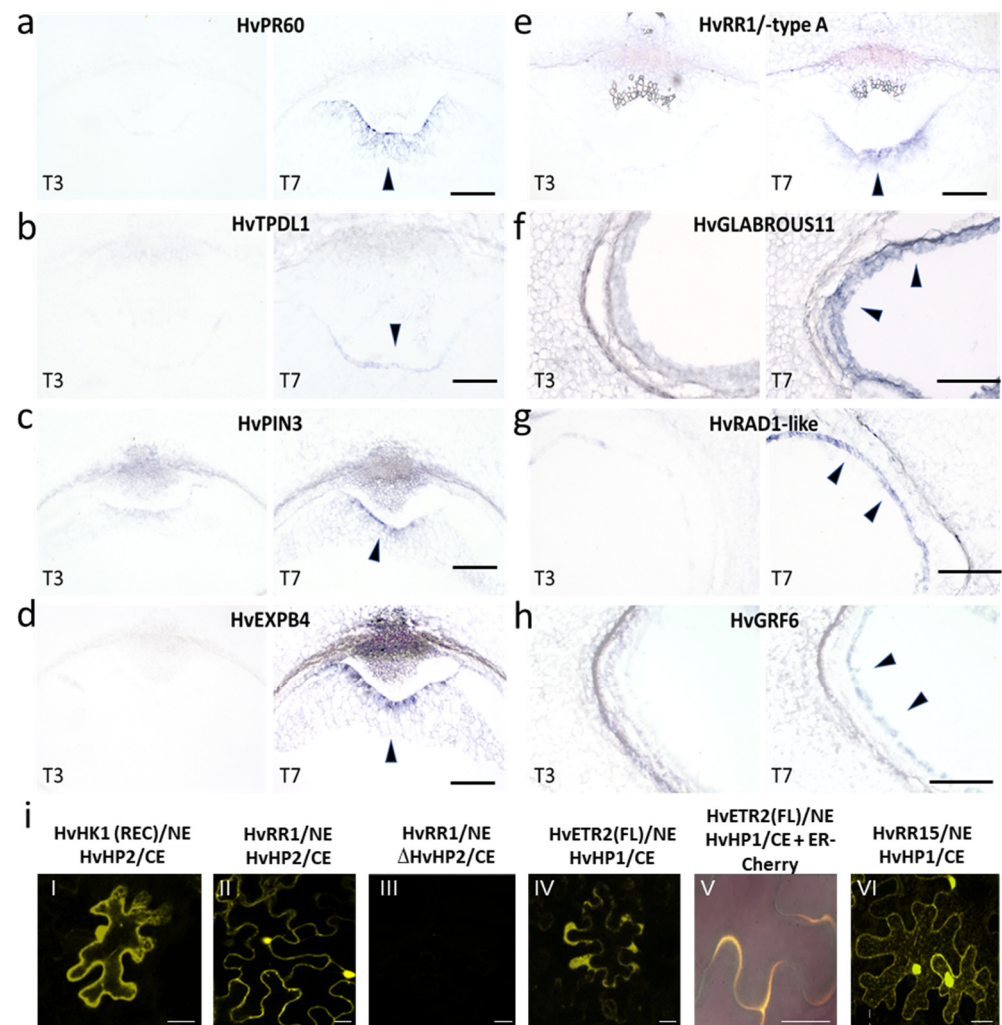 a
HvPR60
T3
T7
b
HvTPDL1
T3
T7
c
HvPIN3
T3
T7
d
HvEXPB4
T3
T7
e
HvRR1/-type A
T3
T7
f
HvGLABROUS11
T3
T7
g
HvRAD1-like
T3
T7
h
HvGRF6
T3
T7
i
HvHK1 (REC)/NE
HvHP2/CE
I
HvRR1/NE
HvHP2/CE
II
HvRR1/NE
ΔHvHP2/CE
III
HvETR2(FL)/NE
HvHP1/CE
IV
HvETR2(FL)/NE
HvHP1/CE + ER-
Cherry
V
HvRR15/NE
HvHP1/CE
VI